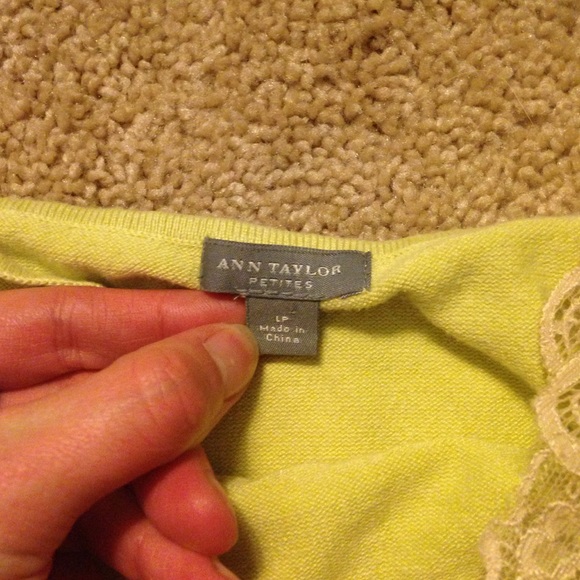 ANN TAYLOR
PETITES
LP
Made in
China